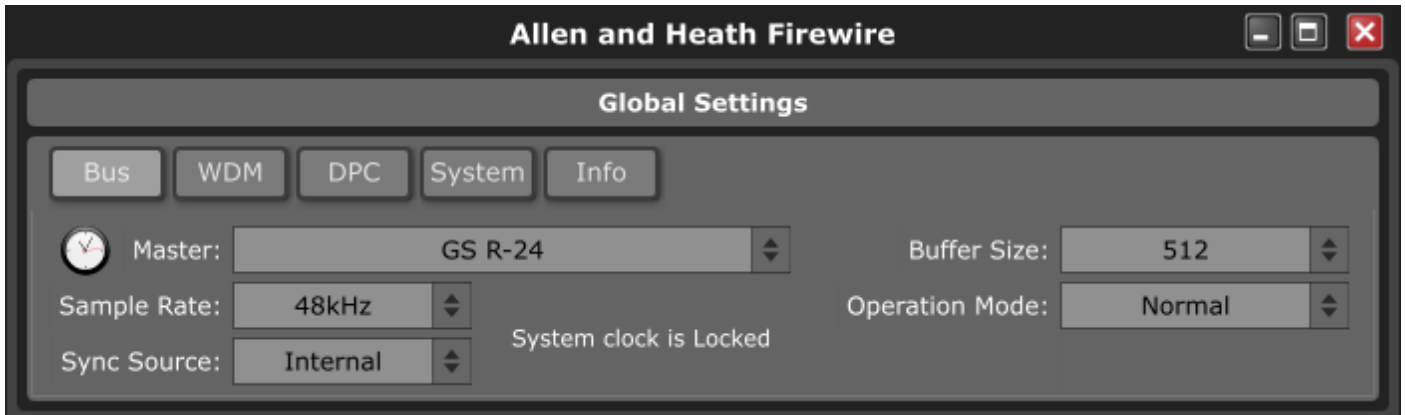 Allen and Heath Firewire
Global Settings
Bus WDM DPC System Info
Master: GS R-24 Buffer Size: 512
Sample Rate: 48kHz Operation Mode: Normal
System clock is Locked
Sync Source: Internal